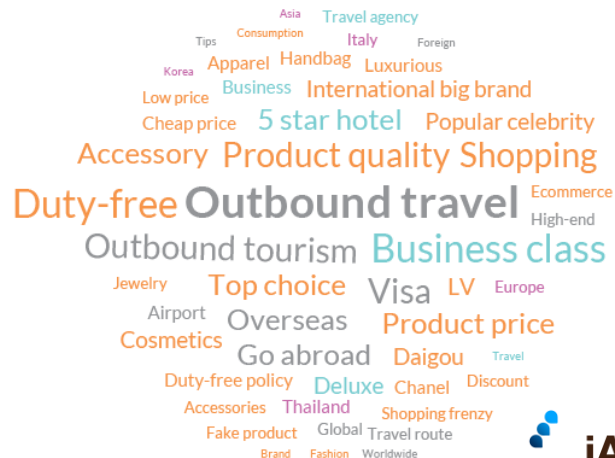 Asia Travel agency
Tips Consumption Italy Foreign
Korea Apparel Handbag Luxurious
Low price Business International big brand
Cheap price 5 star hotel Popular celebrity
Accessory Product quality Shopping
Duty-free Outbound travel Ecommerce
High-end
Outbound tourism Business class
Jewelry Top choice Visa LV Europe
Airport Overseas Product price
Cosmetics Go abroad Daigou Travel
Duty-free policy Deluxe Chanel Discount
Accessories Thailand Shopping frenzy
Fake product Global Travel route
Brand Fashion Worldwide